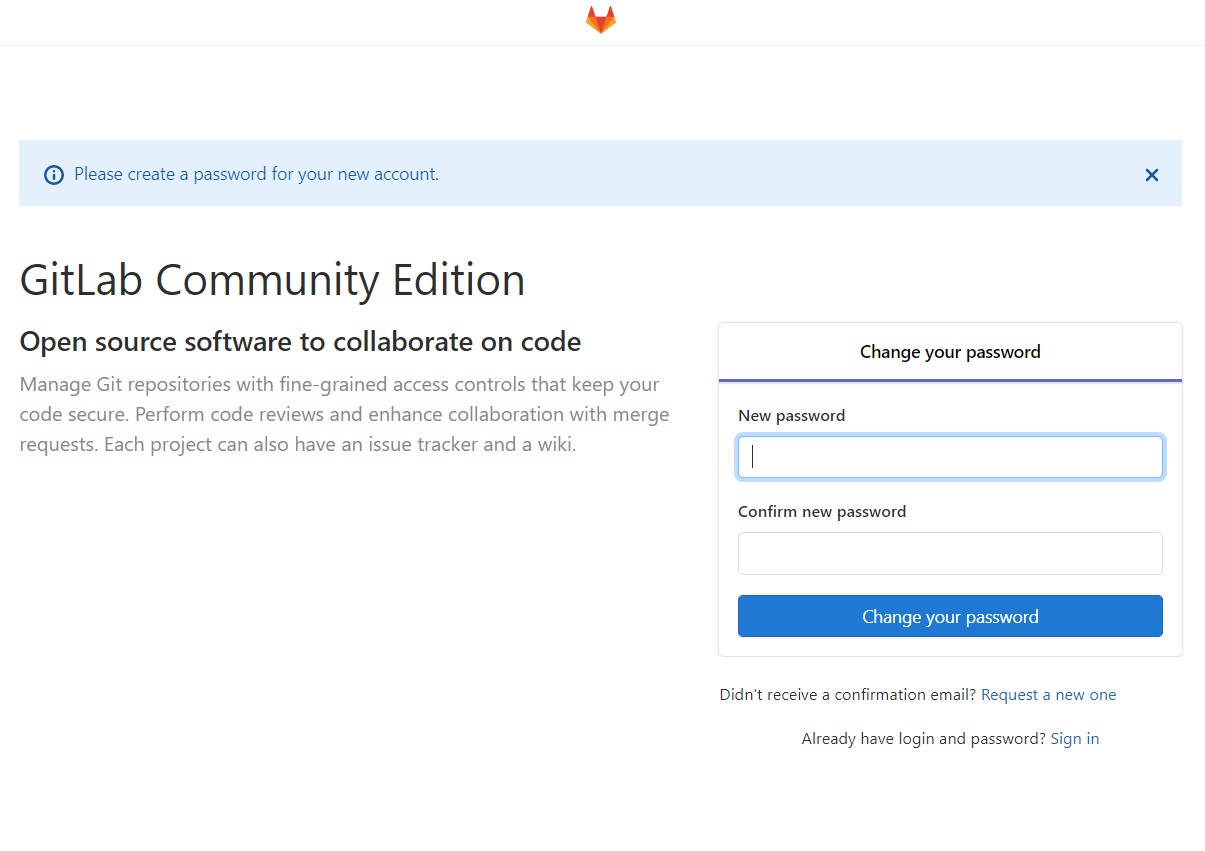 Please create a password for your new account.
GitLab Community Edition
Open source software to collaborate on code
Manage Git repositories with fine-grained access controls that keep your
code secure. Perform code reviews and enhance collaboration with merge
requests. Each project can also have an issue tracker and a wiki.
Change your password
New password
Confirm new password
Change your password
Didn't receive a confirmation email? Request a new one
Already have login and password? Sign in